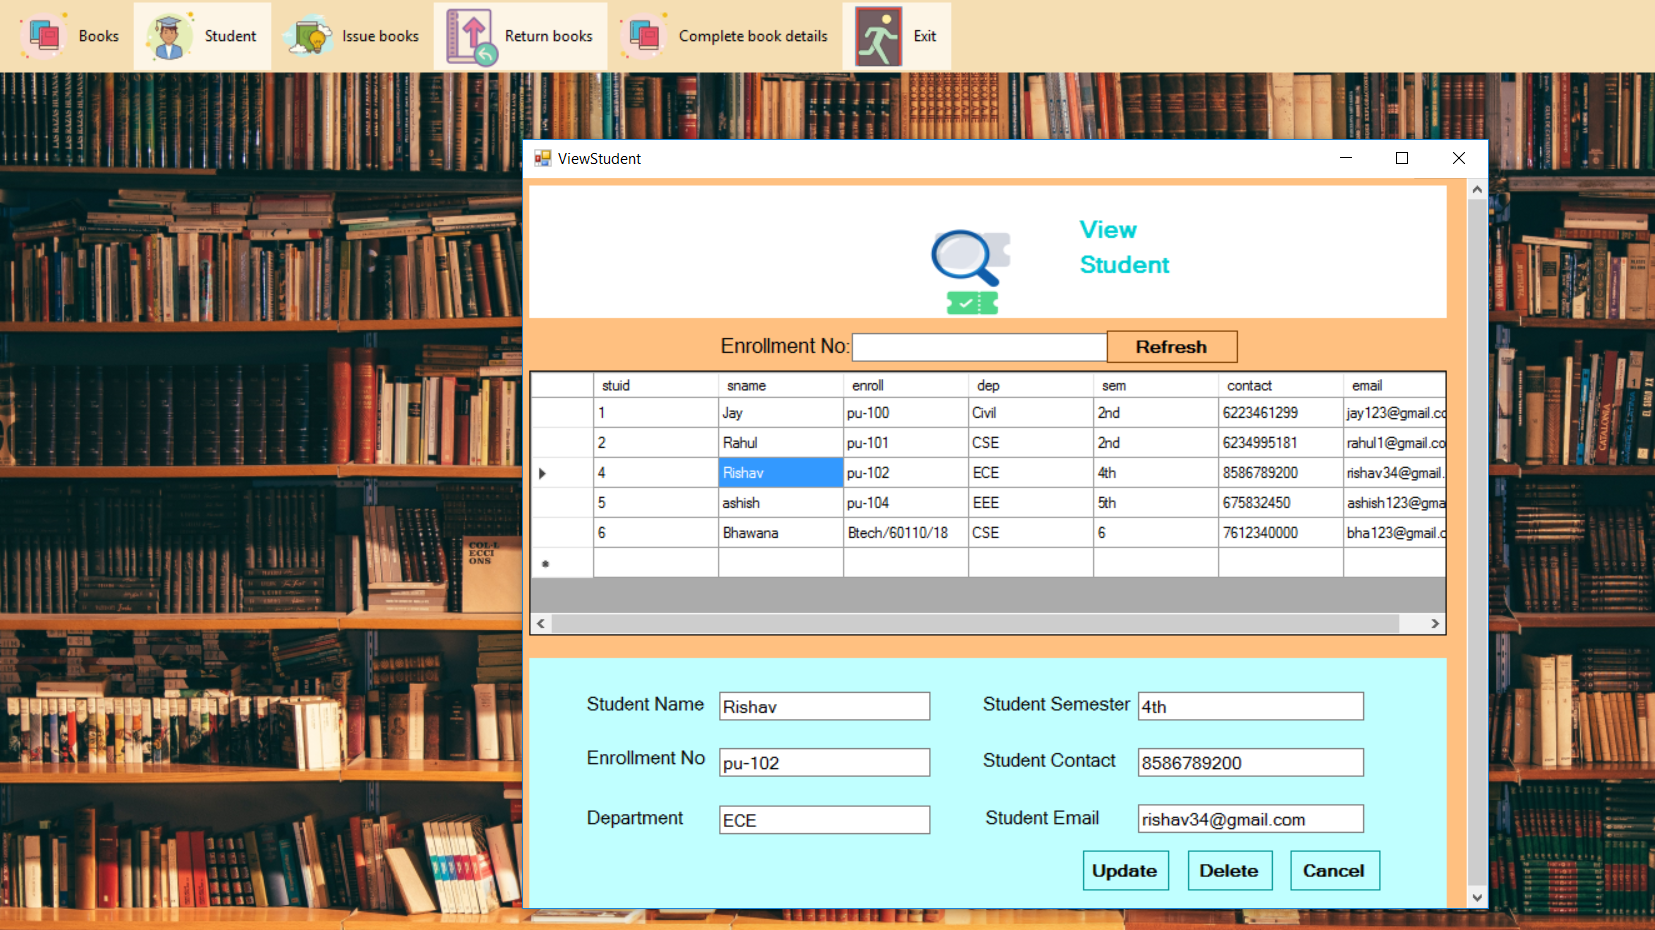 Books
Student
Issue books
Return books
Complete book details
Exit
ViewStudent
View
Student
Enrollment No:
Refresh
stuid sname enroll dep sem contact email
1 Jay pu-100 Civil 2nd 6223461299 jay123@gmail.co
2 Rahul pu-101 CSE 2nd 6234995181 rahul1@gmail.co
4 Rishav pu-102 ECE 4th 8586789200 rishav34@gmail.
5 ashish pu-104 EEE 5th 675832450 ashish123@gma
6 Bhawana Btech/60110/18 CSE 6 7612340000 bha123@gmail.c
Student Name Rishav
Student Semester 4th
Enrollment No pu-102
Student Contact 8586789200
Department ECE
Student Email rishav34@gmail.com
Update
Delete
Cancel
COL·L
ECCI
ONS
LAS RAZAS HUMANAS
CATALONIA